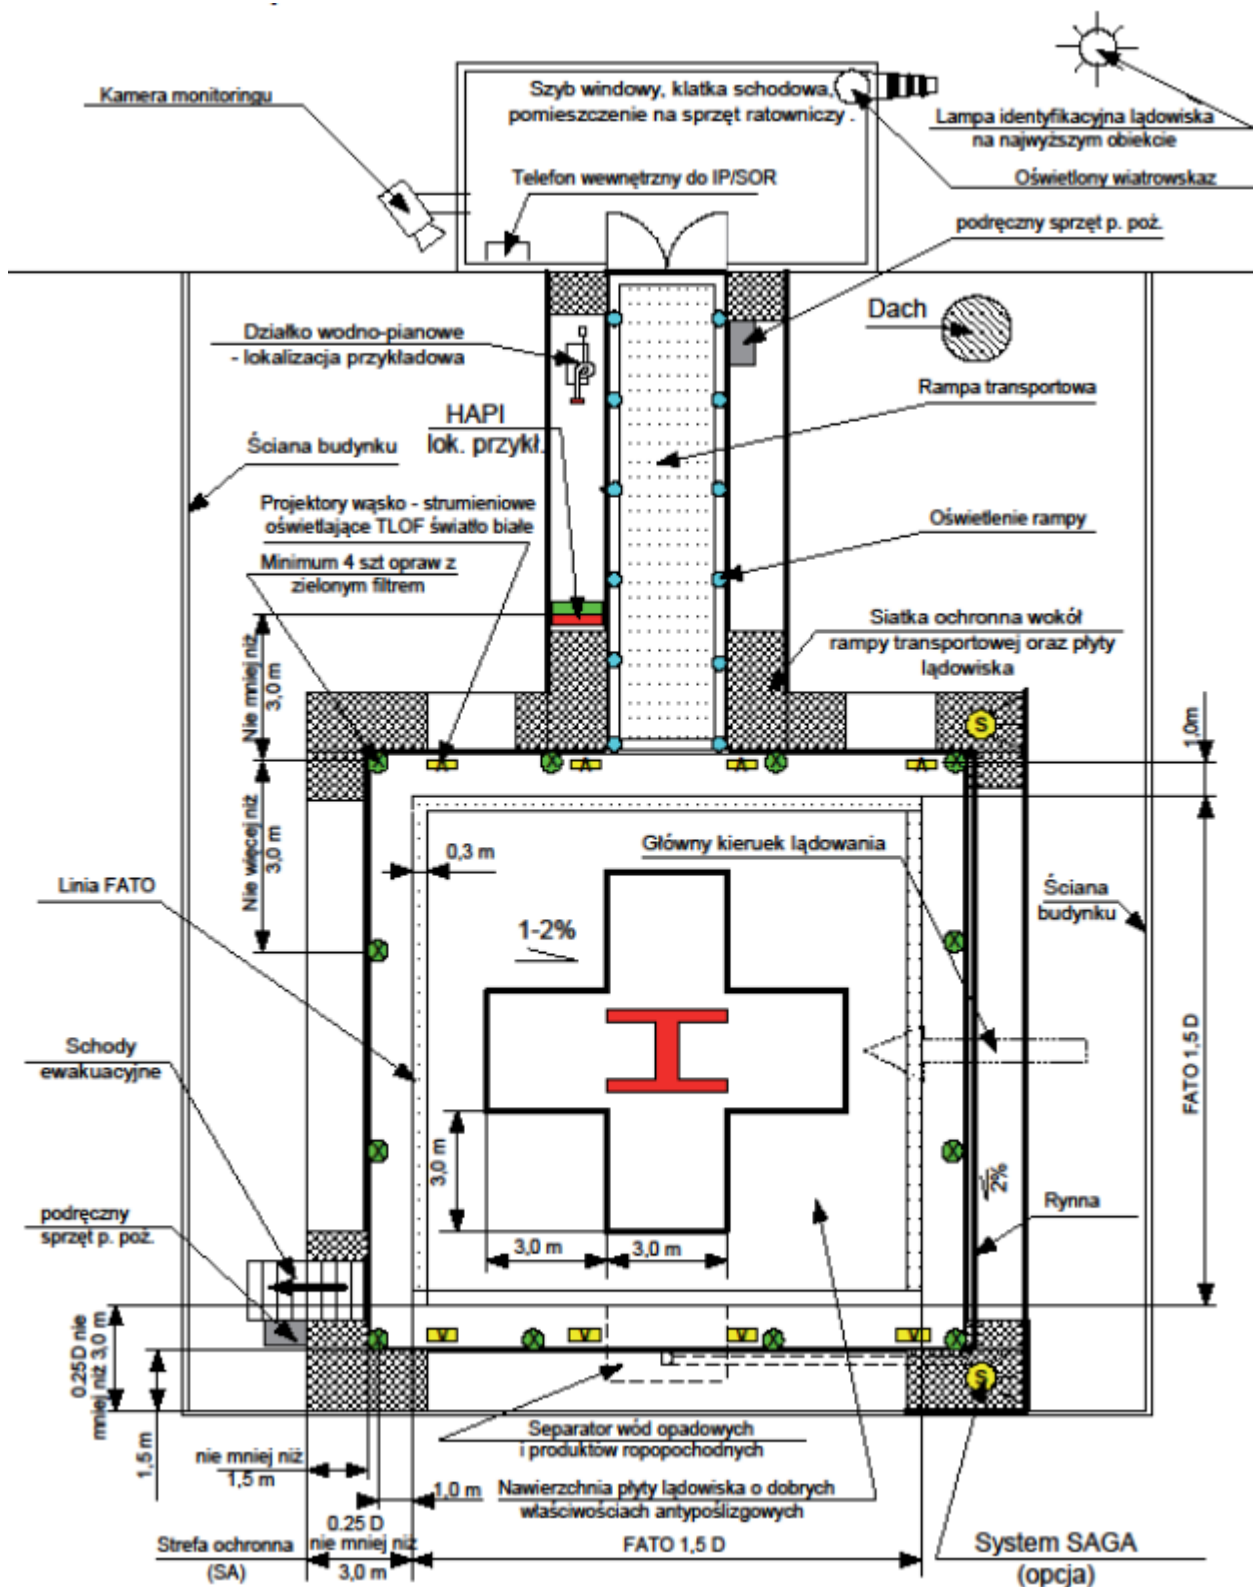 Szyb windowy, klatka schodowa,
pomieszczenie na sprzęt ratowniczy .
Kamera monitoringu
Lampa identyfikacyjna lądowiska
na najwyższym obiekcie
Telefon wewnętrzny do IP/SOR
Oświetlony wiatrowskaz
podręczny sprzęt p. poż.
Działko wodno-pianowe
- lokalizacja przykładowa
Dach
Rampa transportowa
HAPI
lok. przykł.
Ściana budynku
Projektory wąsko - strumieniowe
oświetlające TLOF światło białe
Oświetlenie rampy
Minimum 4 szt opraw z
zielonym filtrem
Siatka ochronna wokół
rampy transportowej oraz płyty
lądowiska
Nie mniej niż
3,0 m
S
1,0m
X X X X
A A A A
Nie więcej niż
3,0 m
0,3 m
Główny kieruek lądowania
Linia FATO
Ściana
budynku
1-2%
X X
H
Schody
ewakuacyjne
FATO 1,5 D
3,0 m
X X
2%
Rynna
podręczny
sprzęt p. poż.
3,0 m
3,0 m
0.25 D nie
mniej niż 3,0 m
X X X X
V V V V
S
1,5 m
Separator wód opadowych
i produktów ropopochodnych
nie mniej niż
1,5 m
1,0 m
Nawierzchnia płyty lądowiska o dobrych
właściwościach antypoślizgowych
Strefa ochronna
(SA)
0.25 D
nie mniej niż
3,0 m
FATO 1,5 D
System SAGA
(opcja)